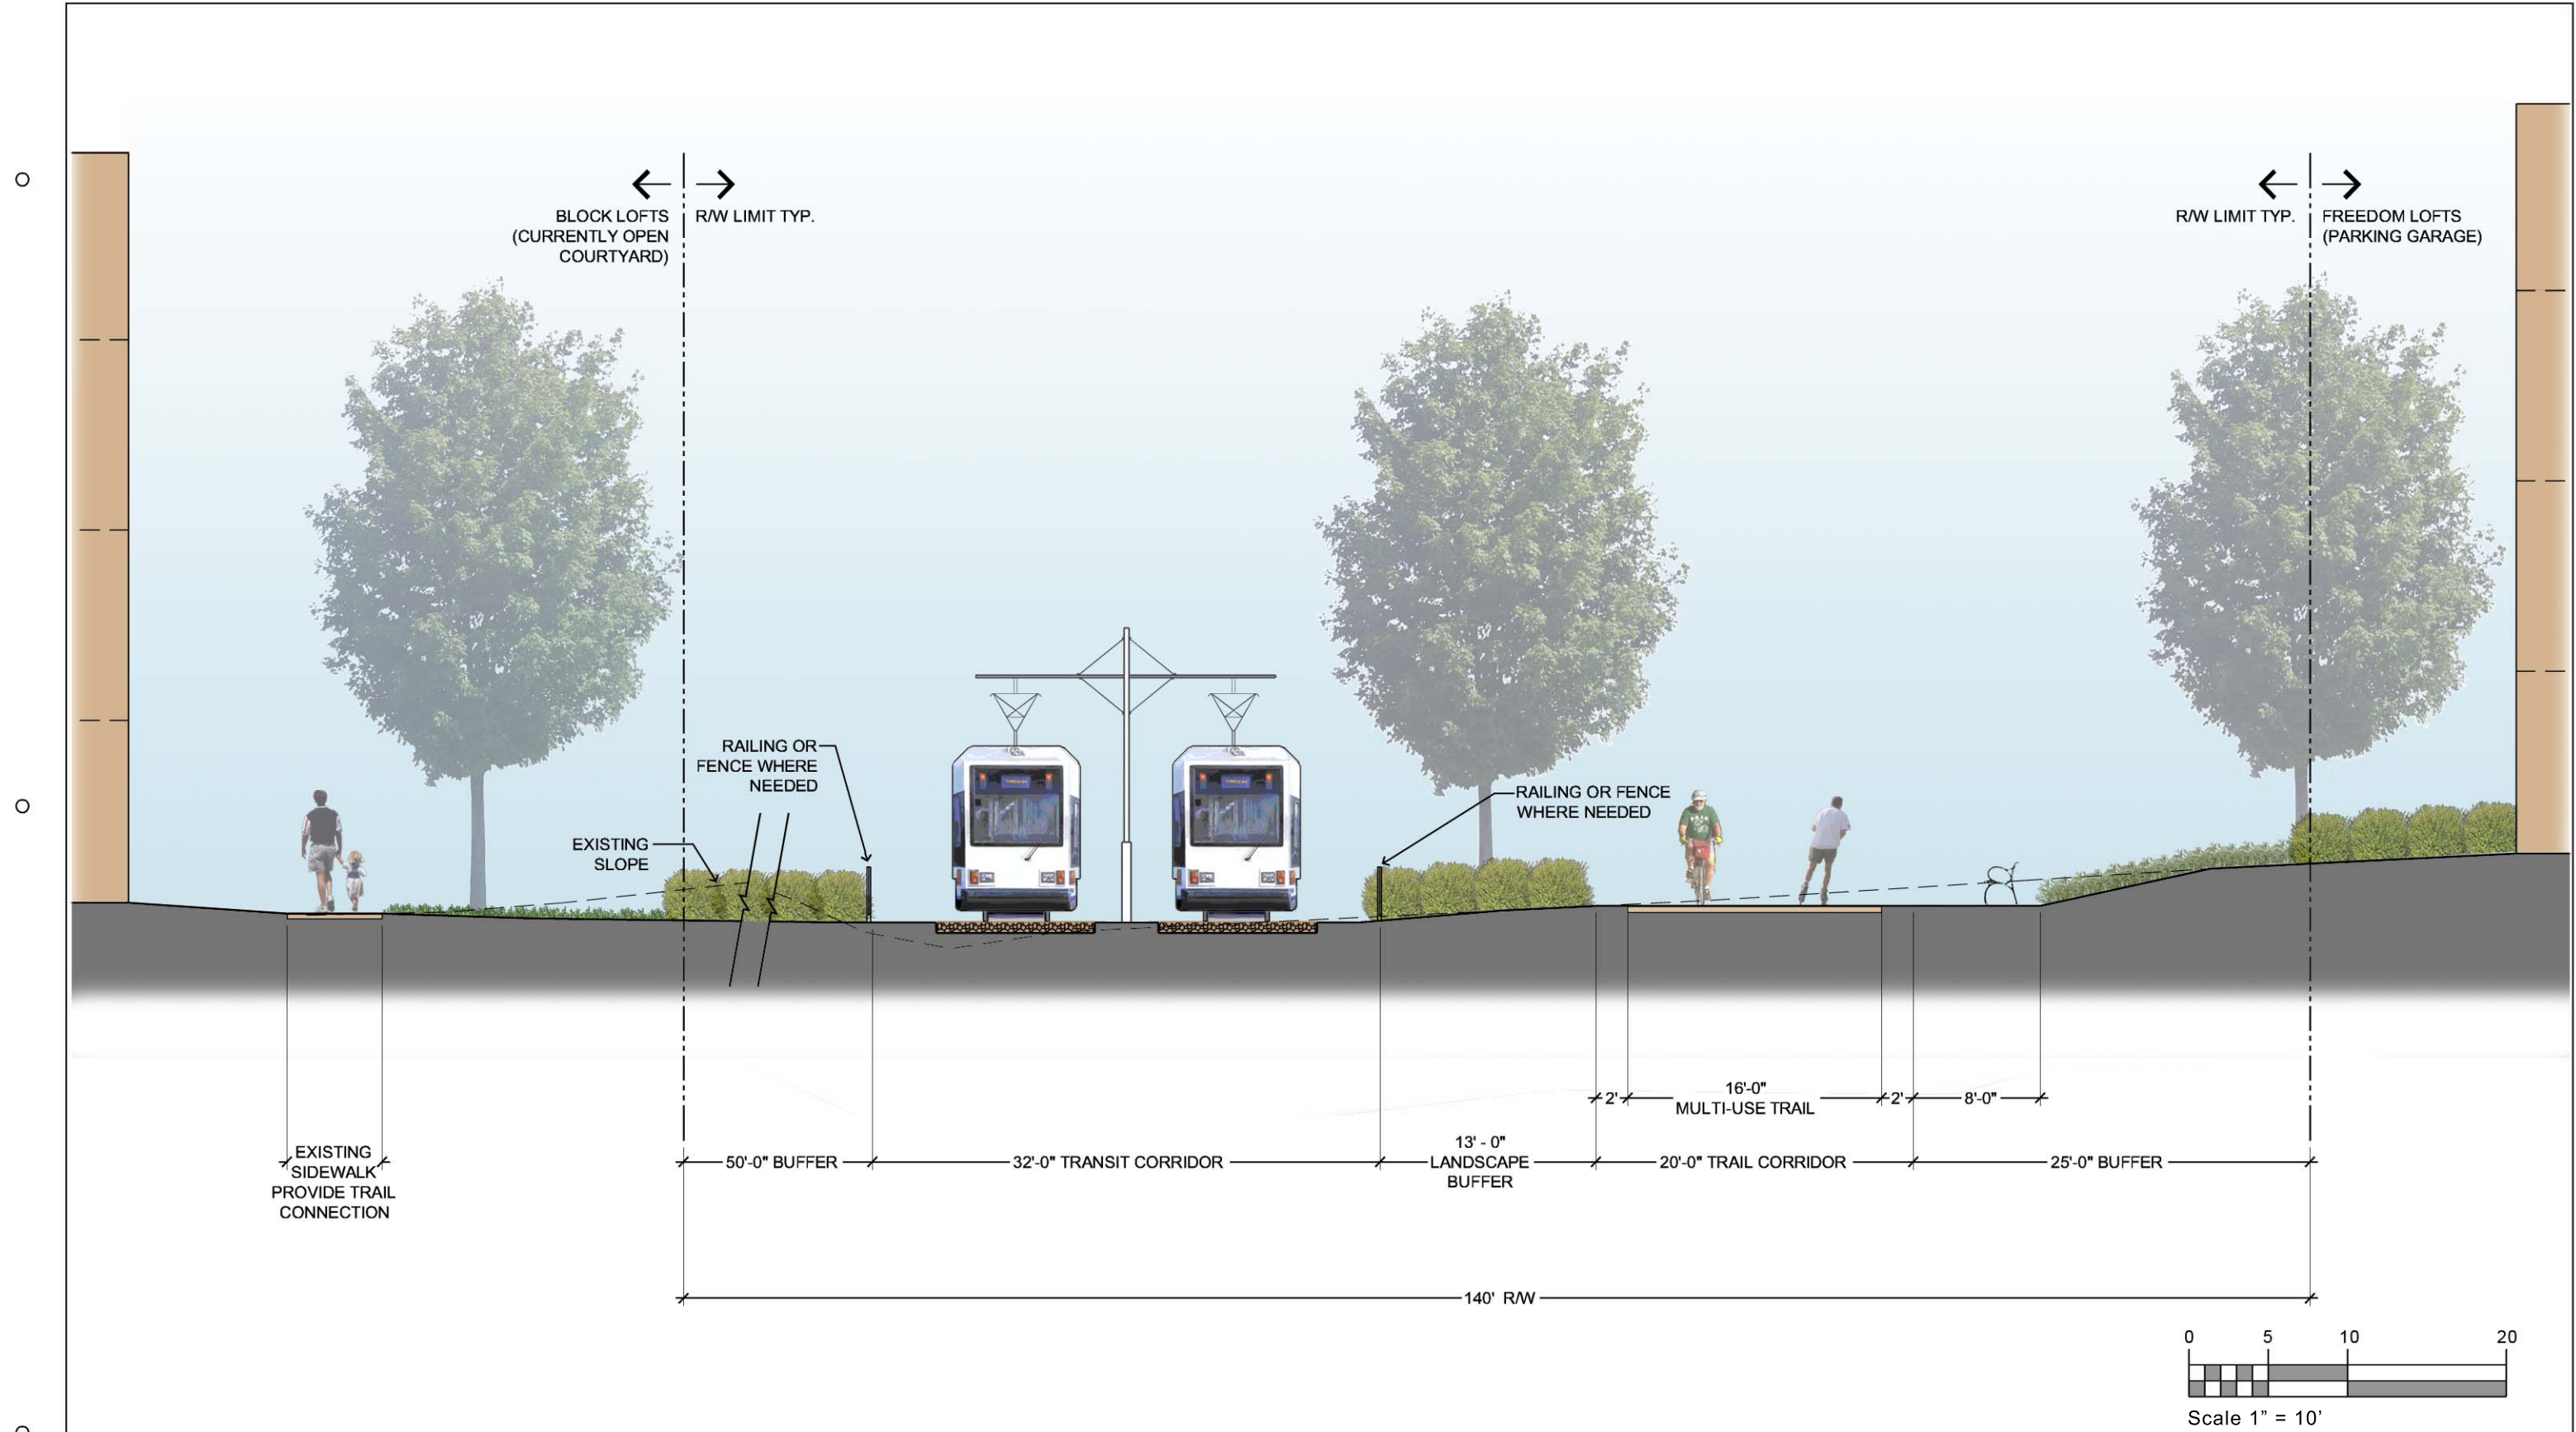 BLOCK LOFTS
(CURRENTLY OPEN
COURTYARD)
R/W LIMIT TYP.
R/W LIMIT TYP.
FREEDOM LOFTS
(PARKING GARAGE)
RAILING OR
FENCE WHERE
NEEDED
EXISTING
SLOPE
RAILING OR FENCE
WHERE NEEDED
2'
16'-0"
MULTI-USE TRAIL
2'
8'-0"
EXISTING
SIDEWALK
PROVIDE TRAIL
CONNECTION
50'-0" BUFFER
32'-0" TRANSIT CORRIDOR
13' - 0"
LANDSCAPE
BUFFER
20'-0" TRAIL CORRIDOR
25'-0" BUFFER
140' R/W
0 5 10 20
Scale 1” = 10’